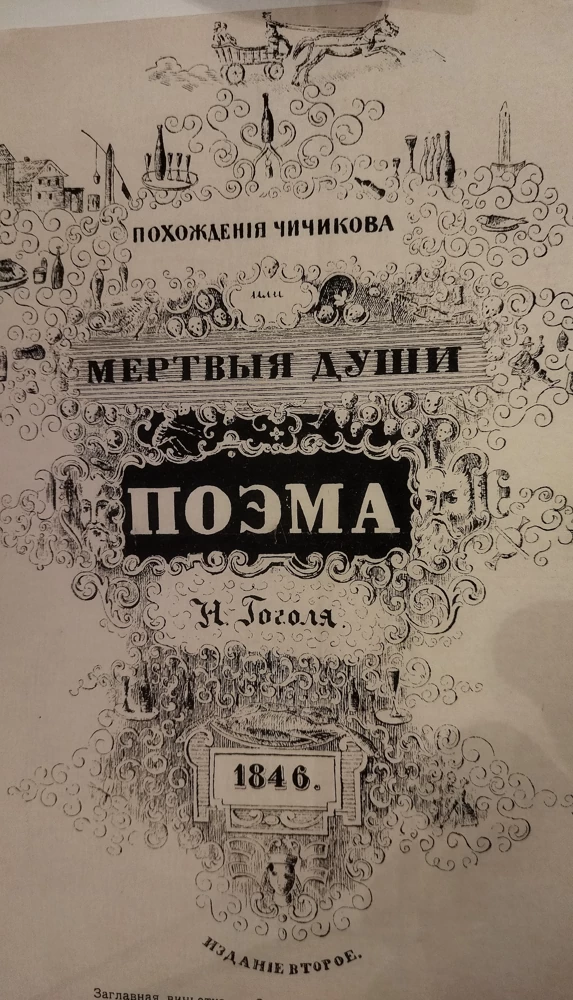 ПОХОЖДЕНІЯ ЧИЧИКОВА
или
МЕРТВЫЯ ДУШИ
ПОЭМА
Н. Гоголя.
1846.
ИЗДАНІЕ ВТОРОЕ.
Заглавная